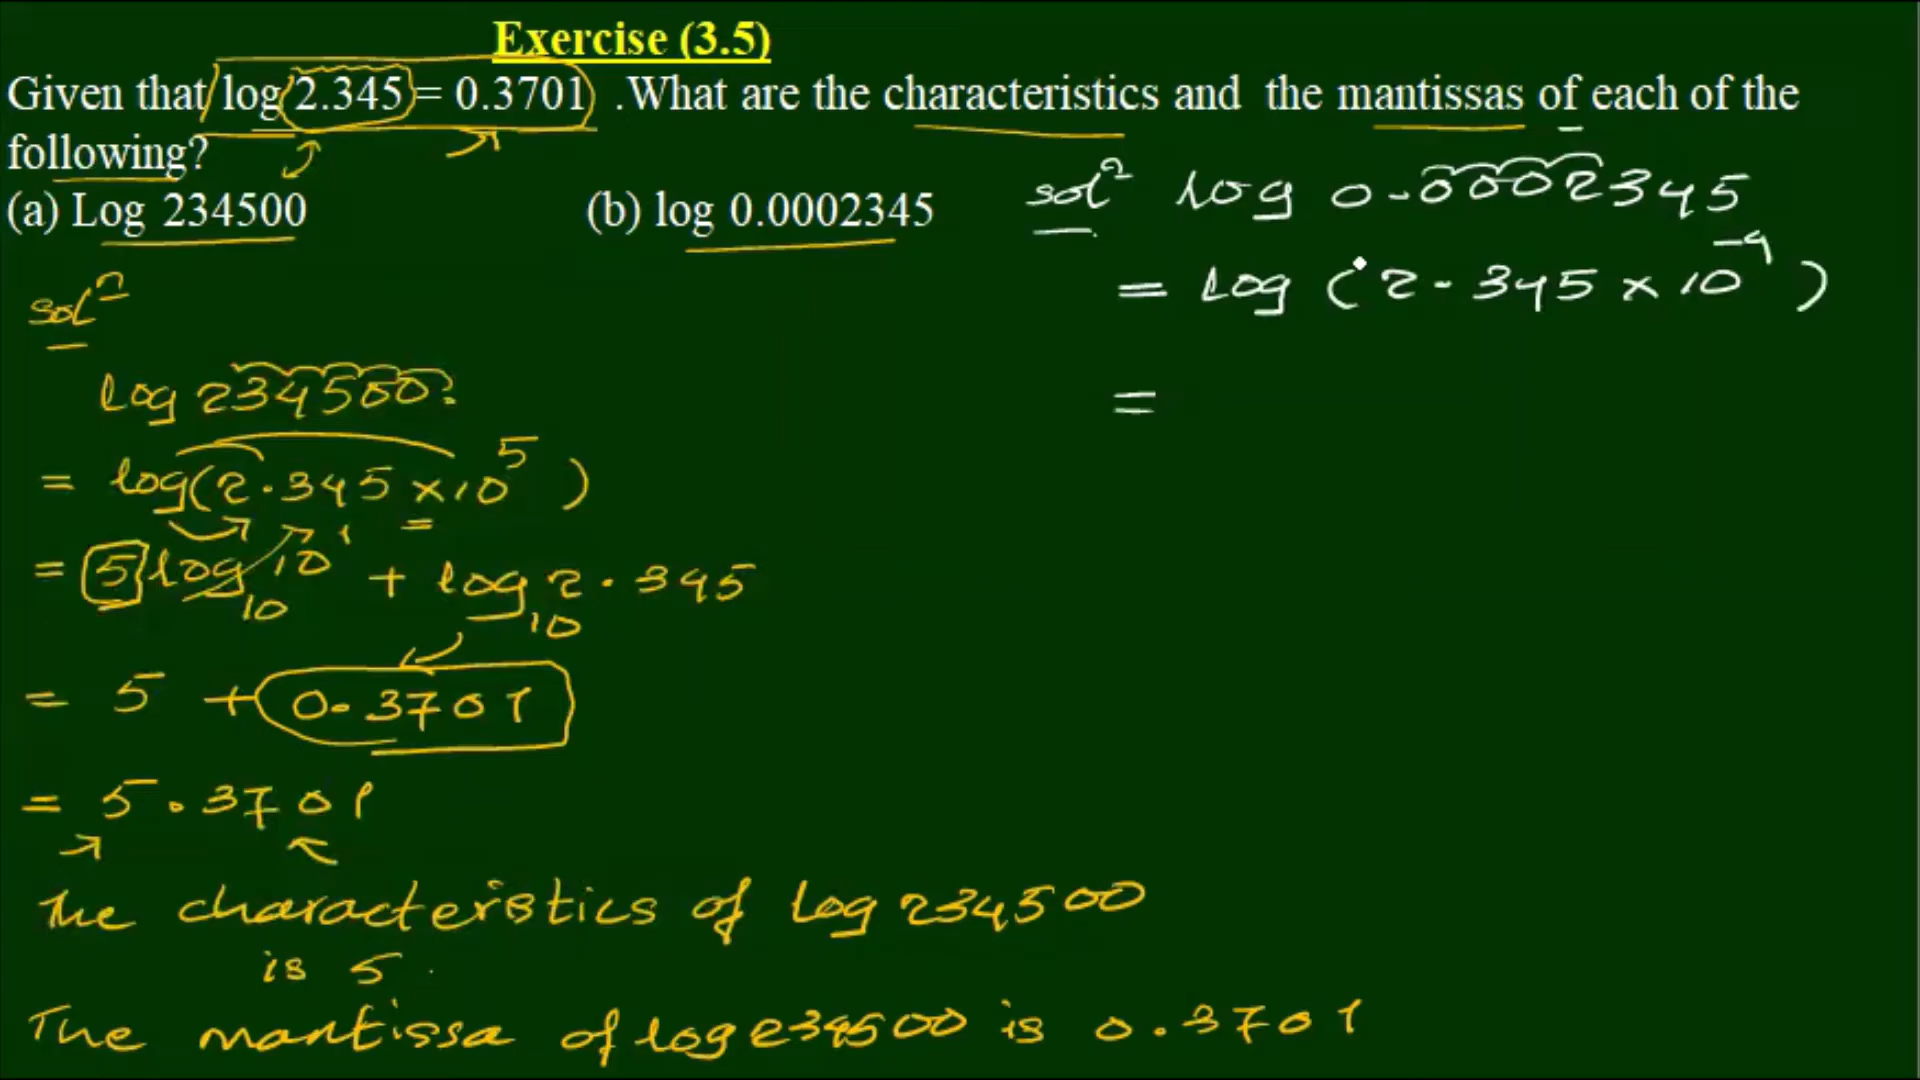 Exercise (3.5)
Given that log 2.345 = 0.3701 .What are the characteristics and the mantissas of each of the
following?
(a) Log 234500 (b) log 0.0002345
sol
log 234500
= log(2.345 × 10⁵)
= 5 log₁₀ 10 ¹ + log₁₀ 2.345
= 5 + 0.3701
= 5.3701
The characteristics of log 234500
is 5.
The mantissa of log 234500 is 0.3701
sol log 0.0002345
= log (2.345 × 10⁻⁴)
=